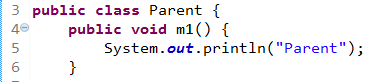 3 public class Parent {
4 public void m1() {
5 System.out.println("Parent");
6 }